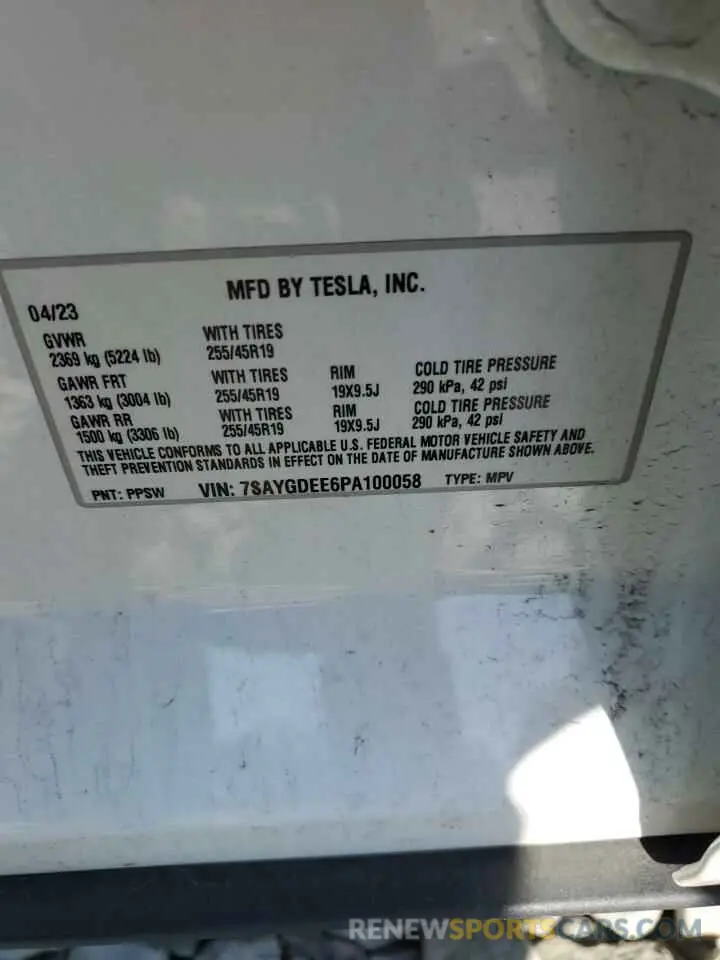 MFD BY TESLA, INC.
04/23
GVWR WITH TIRES
2369 kg (5224 lb) 255/45R19
GAWR FRT WITH TIRES RIM COLD TIRE PRESSURE
1363 kg (3004 lb) 255/45R19 19X9.5J 290 kPa, 42 psi
GAWR RR WITH TIRES RIM COLD TIRE PRESSURE
1500 kg (3306 lb) 255/45R19 19X9.5J 290 kPa, 42 psi
THIS VEHICLE CONFORMS TO ALL APPLICABLE U.S. FEDERAL MOTOR VEHICLE SAFETY AND
THEFT PREVENTION STANDARDS IN EFFECT ON THE DATE OF MANUFACTURE SHOWN ABOVE.
PNT: PPSW VIN: 7SAYGDEE6PA100058 TYPE: MPV
RENEWSPORTSCARS.COM